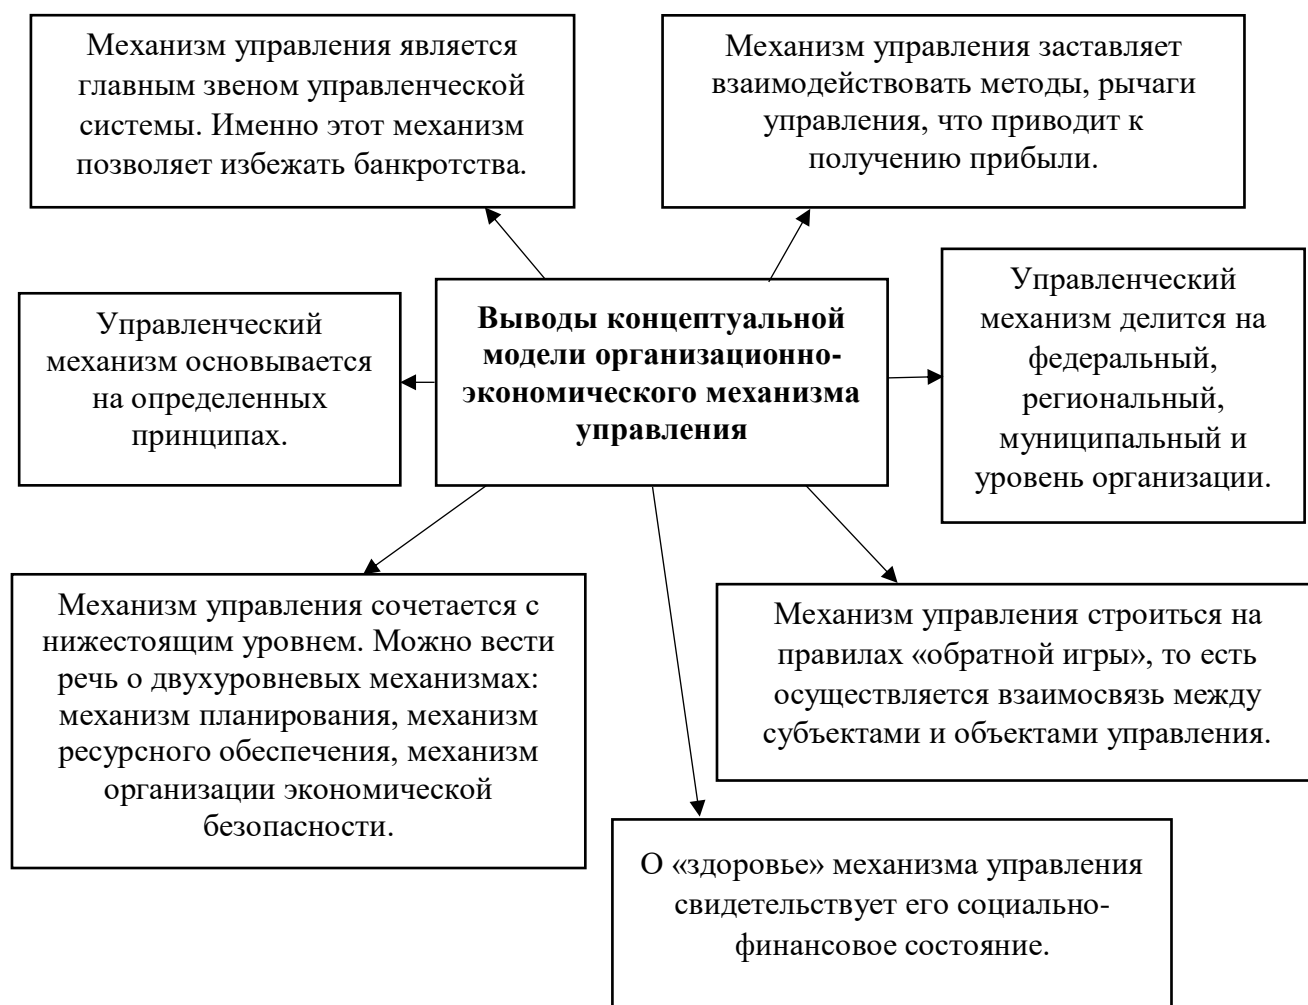 Механизм управления является
главным звеном управленческой
системы. Именно этот механизм
позволяет избежать банкротства.
Механизм управления заставляет
взаимодействовать методы, рычаги
управления, что приводит к
получению прибыли.
Управленческий
механизм основывается
на определенных
принципах.
Выводы концептуальной
модели организационно-
экономического механизма
управления
Управленческий
механизм делится на
федеральный,
региональный,
муниципальный и
уровень организации.
Механизм управления сочетается с
нижестоящим уровнем. Можно вести
речь о двухуровневых механизмах:
механизм планирования, механизм
ресурсного обеспечения, механизм
организации экономической
безопасности.
Механизм управления строиться на
правилах «обратной игры», то есть
осуществляется взаимосвязь между
субъектами и объектами управления.
О «здоровье» механизма управления
свидетельствует его социально-
финансовое состояние.